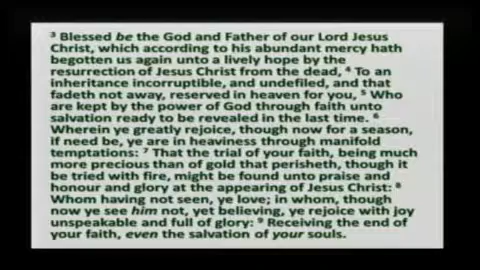 ³ Blessed be the God and Father of our Lord Jesus
Christ, which according to his abundant mercy hath
begotten us again unto a lively hope by the
resurrection of Jesus Christ from the dead, ⁴ To an
inheritance incorruptible, and undefiled, and that
fadeth not away, reserved in heaven for you, ⁵ Who
are kept by the power of God through faith unto
salvation ready to be revealed in the last time. ⁶
Wherein ye greatly rejoice, though now for a season,
if need be, ye are in heaviness through manifold
temptations: ⁷ That the trial of your faith, being much
more precious than of gold that perisheth, though it
be tried with fire, might be found unto praise and
honour and glory at the appearing of Jesus Christ: ⁸
Whom having not seen, ye love; in whom, though
now ye see him not, yet believing, ye rejoice with joy
unspeakable and full of glory: ⁹ Receiving the end of
your faith, even the salvation of your souls.